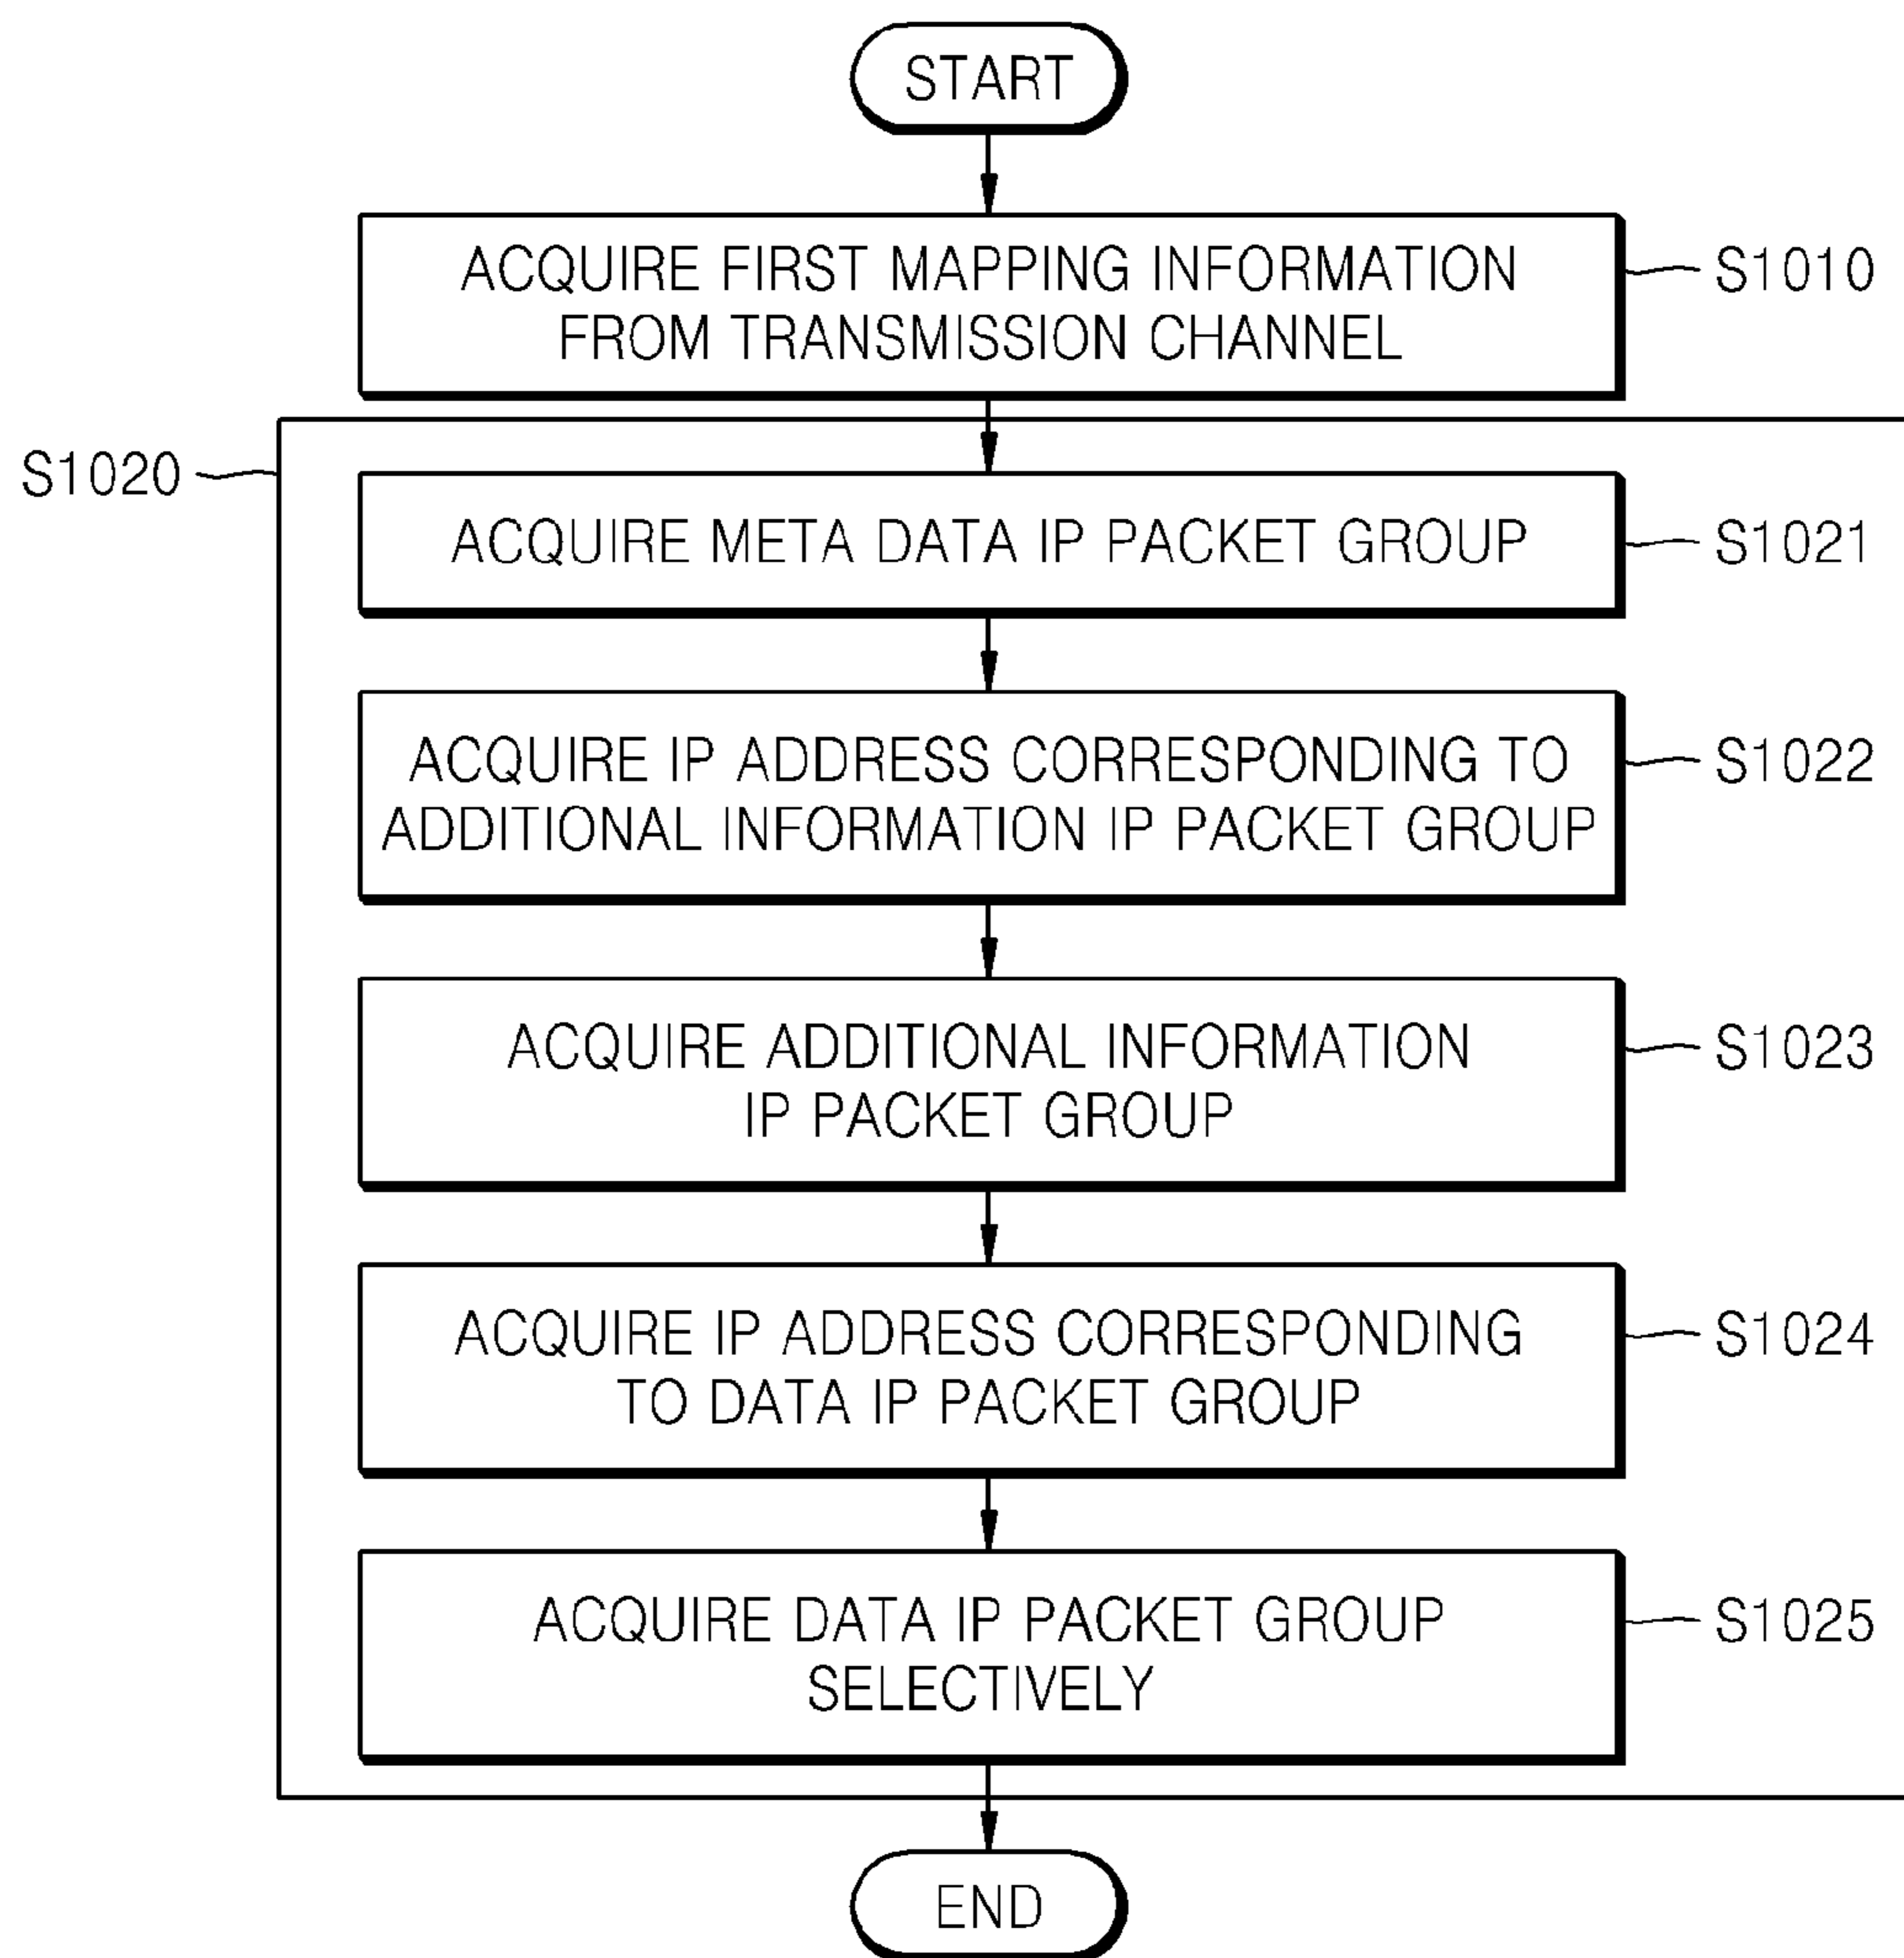 START
ACQUIRE FIRST MAPPING INFORMATION
FROM TRANSMISSION CHANNEL
S1010
S1020
ACQUIRE META DATA IP PACKET GROUP
S1021
ACQUIRE IP ADDRESS CORRESPONDING TO
ADDITIONAL INFORMATION IP PACKET GROUP
S1022
ACQUIRE ADDITIONAL INFORMATION
IP PACKET GROUP
S1023
ACQUIRE IP ADDRESS CORRESPONDING
TO DATA IP PACKET GROUP
S1024
ACQUIRE DATA IP PACKET GROUP
SELECTIVELY
S1025
END